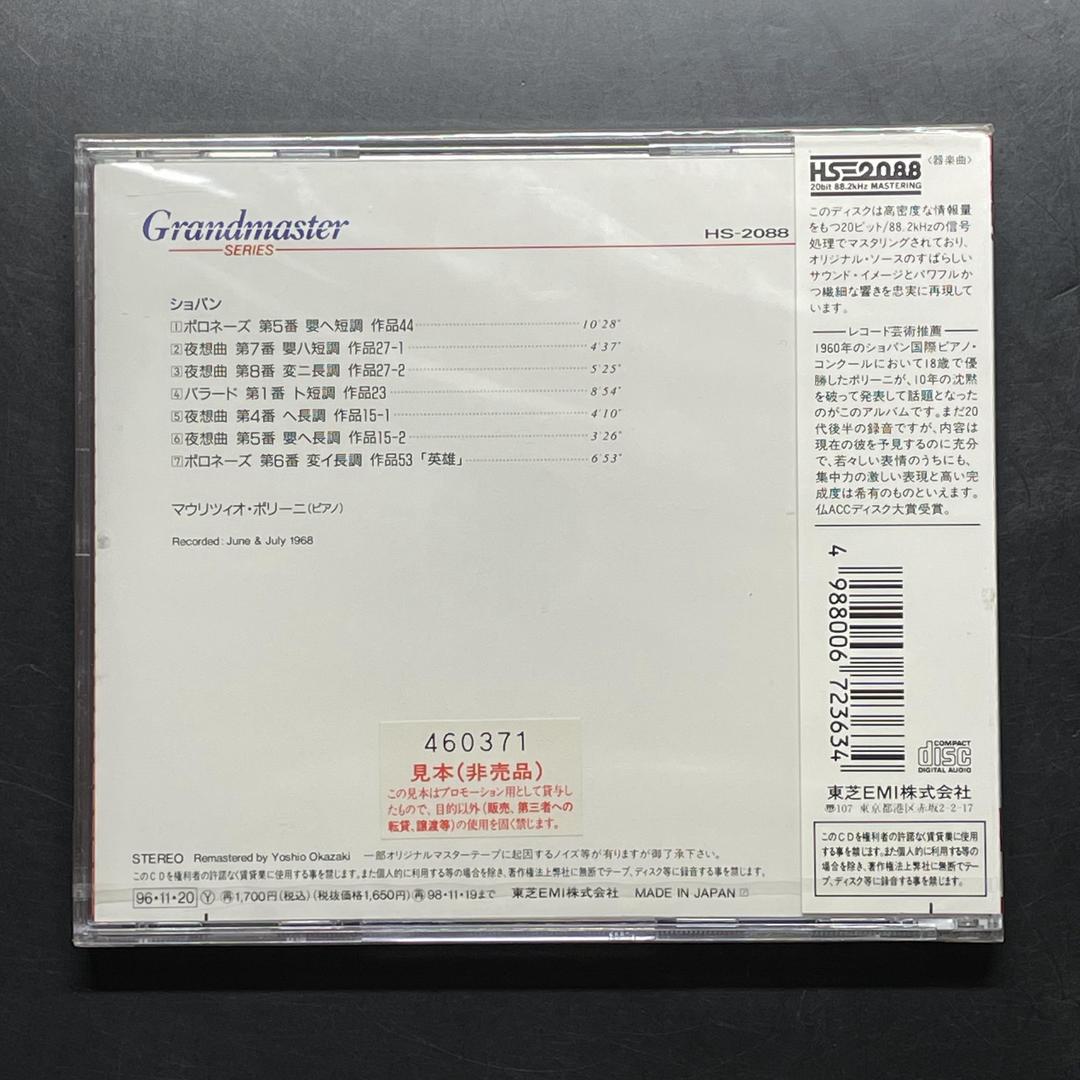 Grandmaster
SERIES
HS-2088
ショパン
1 ポロネーズ 第5番 嬰ヘ短調 作品44 10'28"
2 夜想曲 第7番 嬰ハ短調 作品27-1 4'37"
3 夜想曲 第8番 変ニ長調 作品27-2 5'25"
4 バラード 第1番 ト短調 作品23 8'54"
5 夜想曲 第4番 ヘ長調 作品15-1 4'10"
6 夜想曲 第5番 嬰ヘ長調 作品15-2 3'26"
7 ポロネーズ 第6番 変イ長調 作品53「英雄」 6'53"
マウリツィオ・ポリーニ(ピアノ)
Recorded: June & July 1968
460371
見本(非売品)
この見本はプロモーション用として貸与し
たもので、目的以外(販売、第三者への
転貸、譲渡等)の使用を固く禁じます。
STEREO Remastered by Yoshio Okazaki 一部オリジナルマスターテープに起因するノイズ等が有りますが御了承下さい。
このCDを権利者の許諾なく賃貸業に使用する事を禁じます。また個人的に利用する等の場合を除き、著作権法上弊社に無断でテープ、ディスク等に録音する事を禁じます。
96・11・20 Y 再1,700円(税込)(税抜価格1,650円) 再98・11・19まで 東芝EMI株式会社 MADE IN JAPAN
HS-2088
20bit 88.2kHz MASTERING
〈器楽曲〉
このディスクは高密度な情報量
をもつ20ビット/88.2kHzの信号
処理でマスタリングされており、
オリジナル・ソースのすばらしい
サウンド・イメージとパワフルか
つ繊細な響きを忠実に再現して
います。
レコード芸術推薦
1960年のショパン国際ピアノ・
コンクールにおいて18歳で優
勝したポリーニが、10年の沈黙
を破って発表して話題となった
のがこのアルバムです。まだ20
代後半の録音ですが、内容は
現在の彼を予見するのに充分
で、若々しい表情のうちにも、
集中力の激しい表現と高い完
成度は希有のものといえます。
仏ACCディスク大賞受賞。
4 988006 723634
COMPACT
disc
DIGITAL AUDIO
東芝EMI株式会社
〒107 東京都港区赤坂2-2-17
このCDを権利者の許諾なく賃貸業に使用
する事を禁じます。また個人的に利用する等の
場合を除き、著作権法上弊社に無断でテー
プ、ディスク等に録音する事を禁じます。